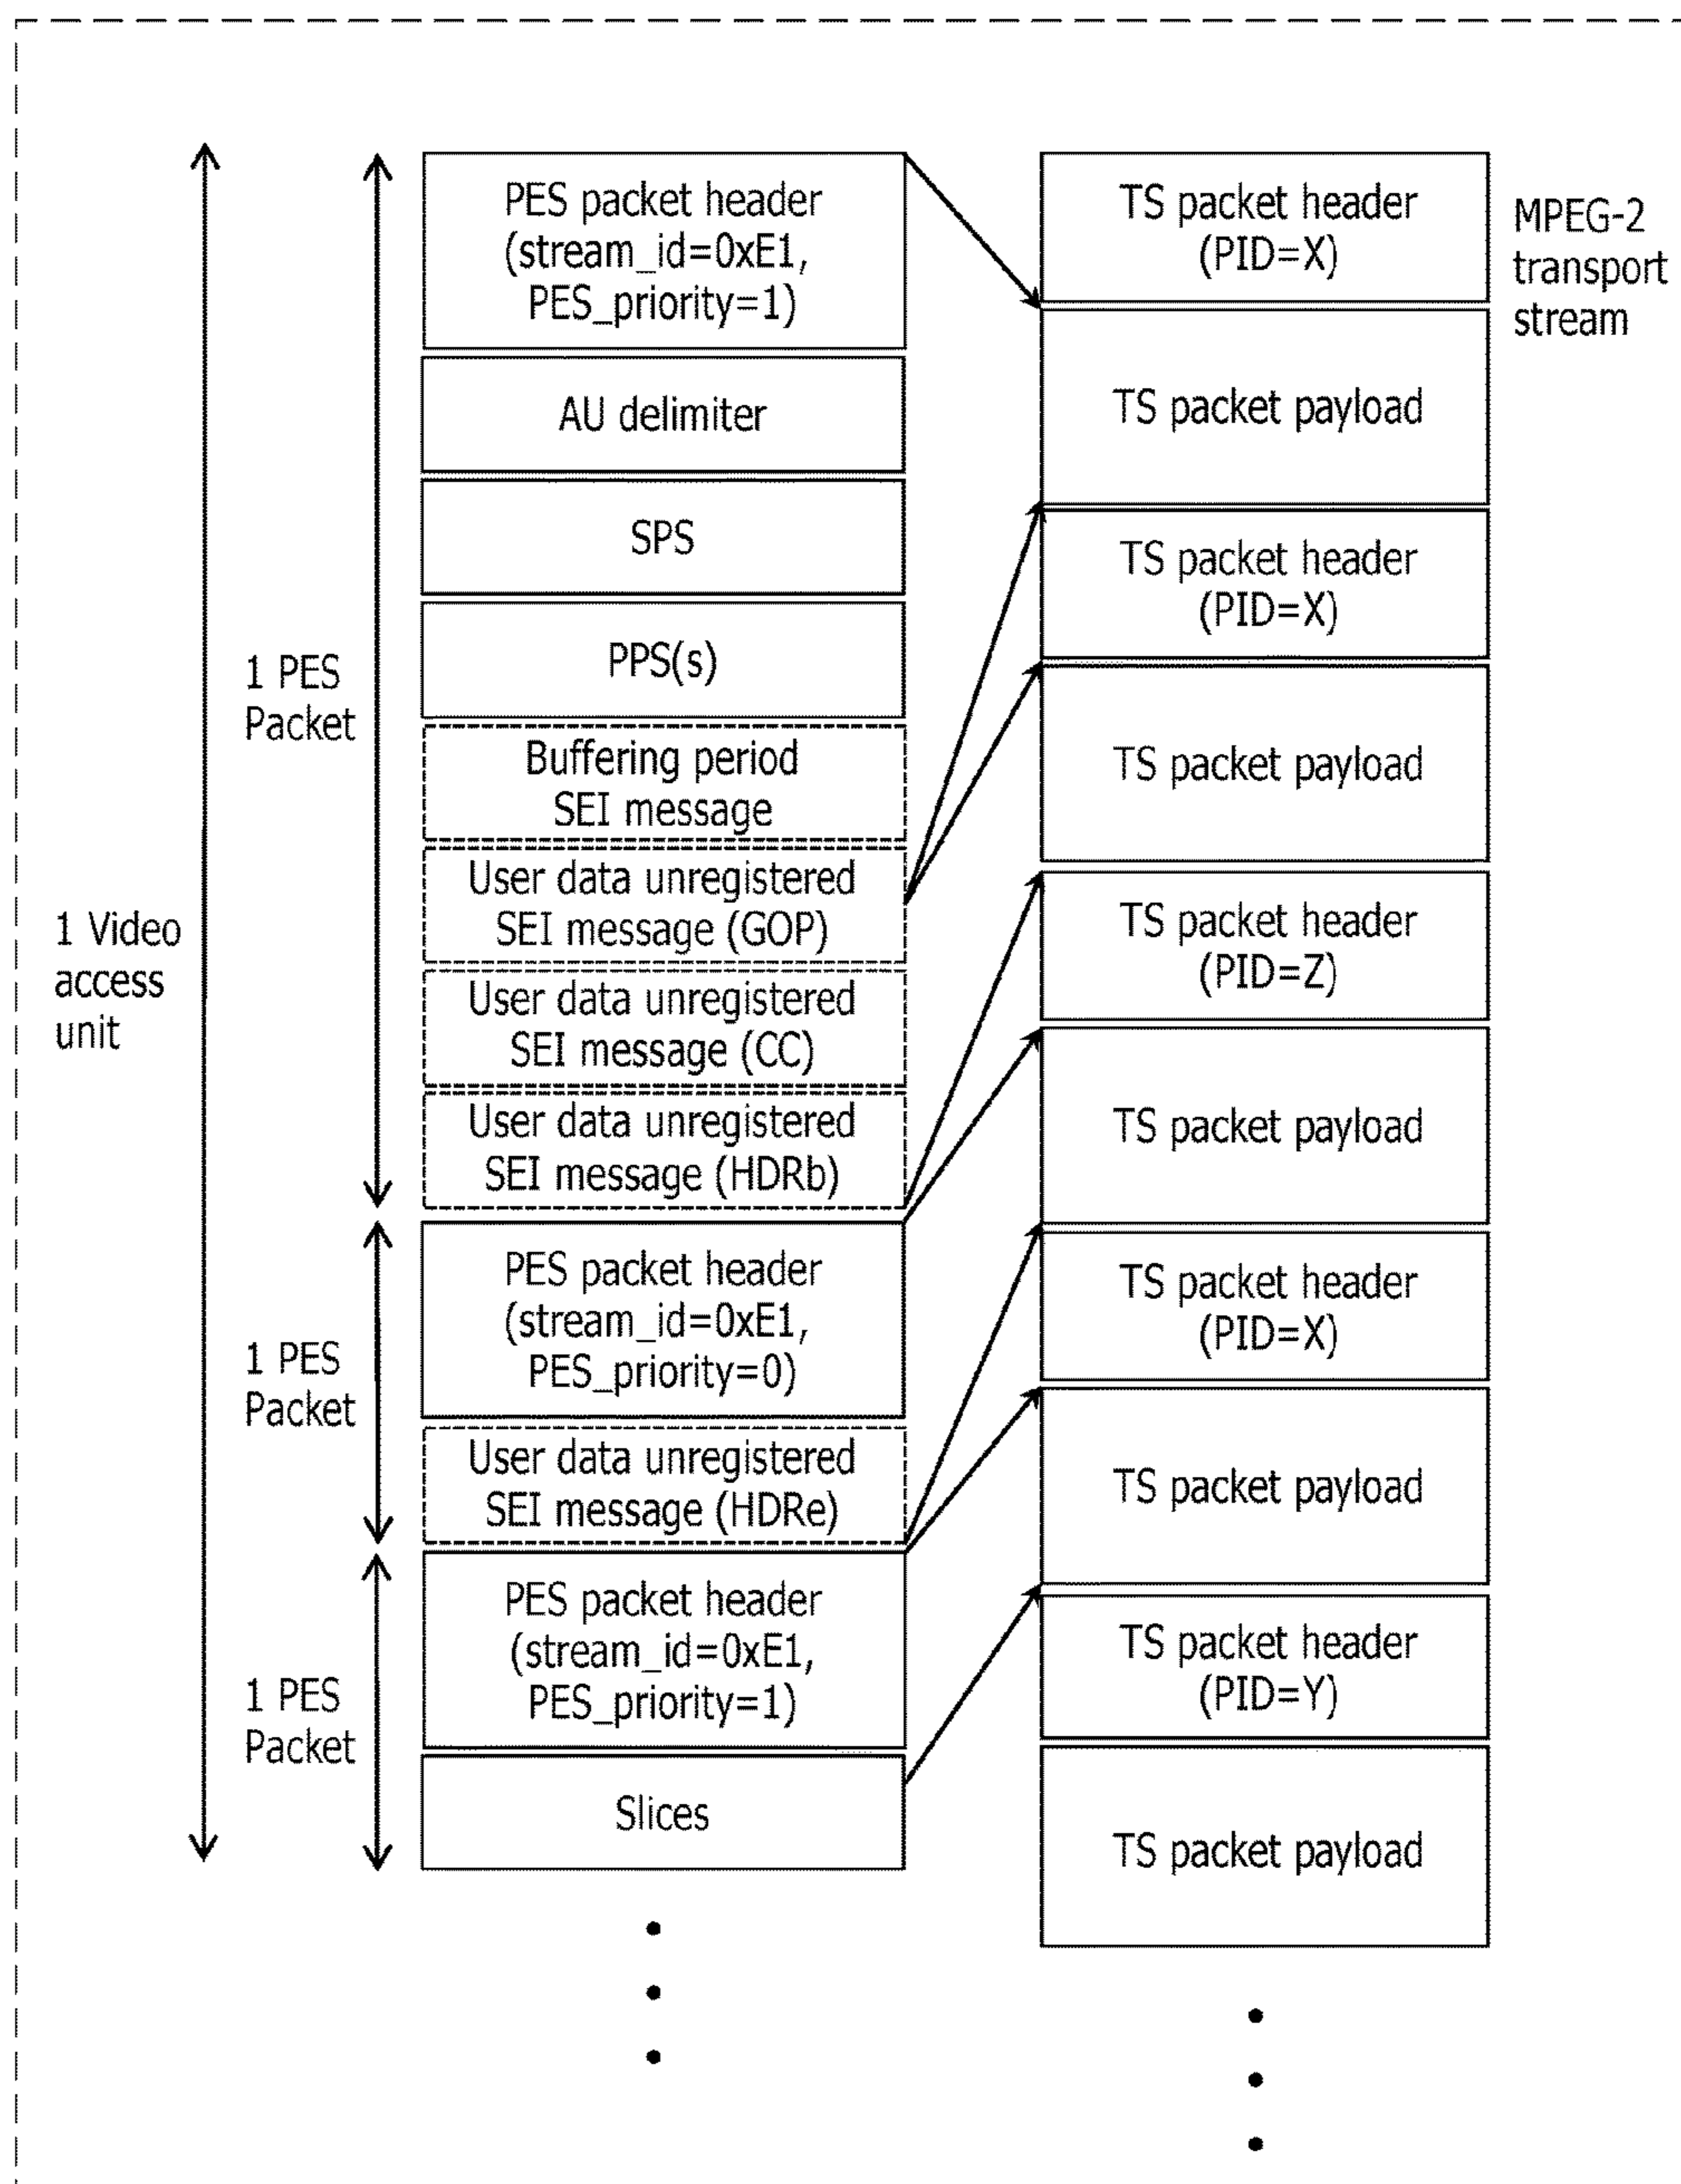 1 Video
access
unit
1 PES
Packet
1 PES
Packet
1 PES
Packet
PES packet header
(stream_id=0xE1,
PES_priority=1)
AU delimiter
SPS
PPS(s)
Buffering period
SEI message
User data unregistered
SEI message (GOP)
User data unregistered
SEI message (CC)
User data unregistered
SEI message (HDRb)
PES packet header
(stream_id=0xE1,
PES_priority=0)
User data unregistered
SEI message (HDRe)
PES packet header
(stream_id=0xE1,
PES_priority=1)
Slices
TS packet header
(PID=X)
TS packet payload
TS packet header
(PID=X)
TS packet payload
TS packet header
(PID=Z)
TS packet payload
TS packet header
(PID=X)
TS packet payload
TS packet header
(PID=Y)
TS packet payload
MPEG-2
transport
stream